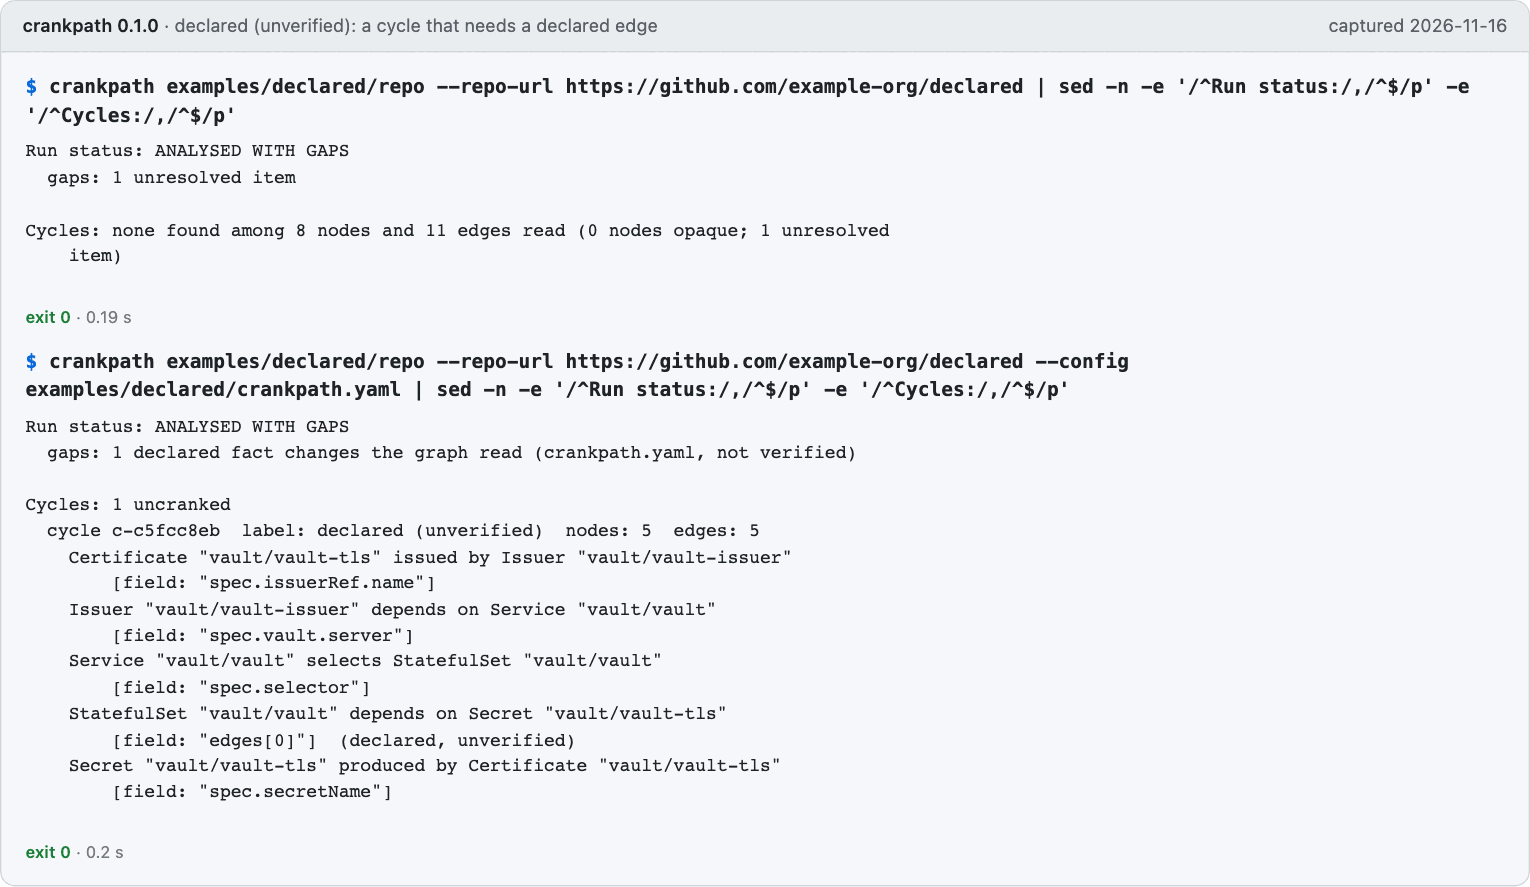 crankpath 0.1.0 · declared (unverified): a cycle that needs a declared edge captured 2026-11-16
$ crankpath examples/declared/repo --repo-url https://github.com/example-org/declared | sed -n -e '/^Run status:/,/^$/p' -e
'/^Cycles:/,/^$/p'
Run status: ANALYSED WITH GAPS
  gaps: 1 unresolved item
Cycles: none found among 8 nodes and 11 edges read (0 nodes opaque; 1 unresolved
    item)
exit 0 · 0.19 s
$ crankpath examples/declared/repo --repo-url https://github.com/example-org/declared --config
examples/declared/crankpath.yaml | sed -n -e '/^Run status:/,/^$/p' -e '/^Cycles:/,/^$/p'
Run status: ANALYSED WITH GAPS
  gaps: 1 declared fact changes the graph read (crankpath.yaml, not verified)
Cycles: 1 uncranked
  cycle c-c5fcc8eb  label: declared (unverified)  nodes: 5  edges: 5
    Certificate "vault/vault-tls" issued by Issuer "vault/vault-issuer"
        [field: "spec.issuerRef.name"]
    Issuer "vault/vault-issuer" depends on Service "vault/vault"
        [field: "spec.vault.server"]
    Service "vault/vault" selects StatefulSet "vault/vault"
        [field: "spec.selector"]
    StatefulSet "vault/vault" depends on Secret "vault/vault-tls"
        [field: "edges[0]"]  (declared, unverified)
    Secret "vault/vault-tls" produced by Certificate "vault/vault-tls"
        [field: "spec.secretName"]
exit 0 · 0.2 s